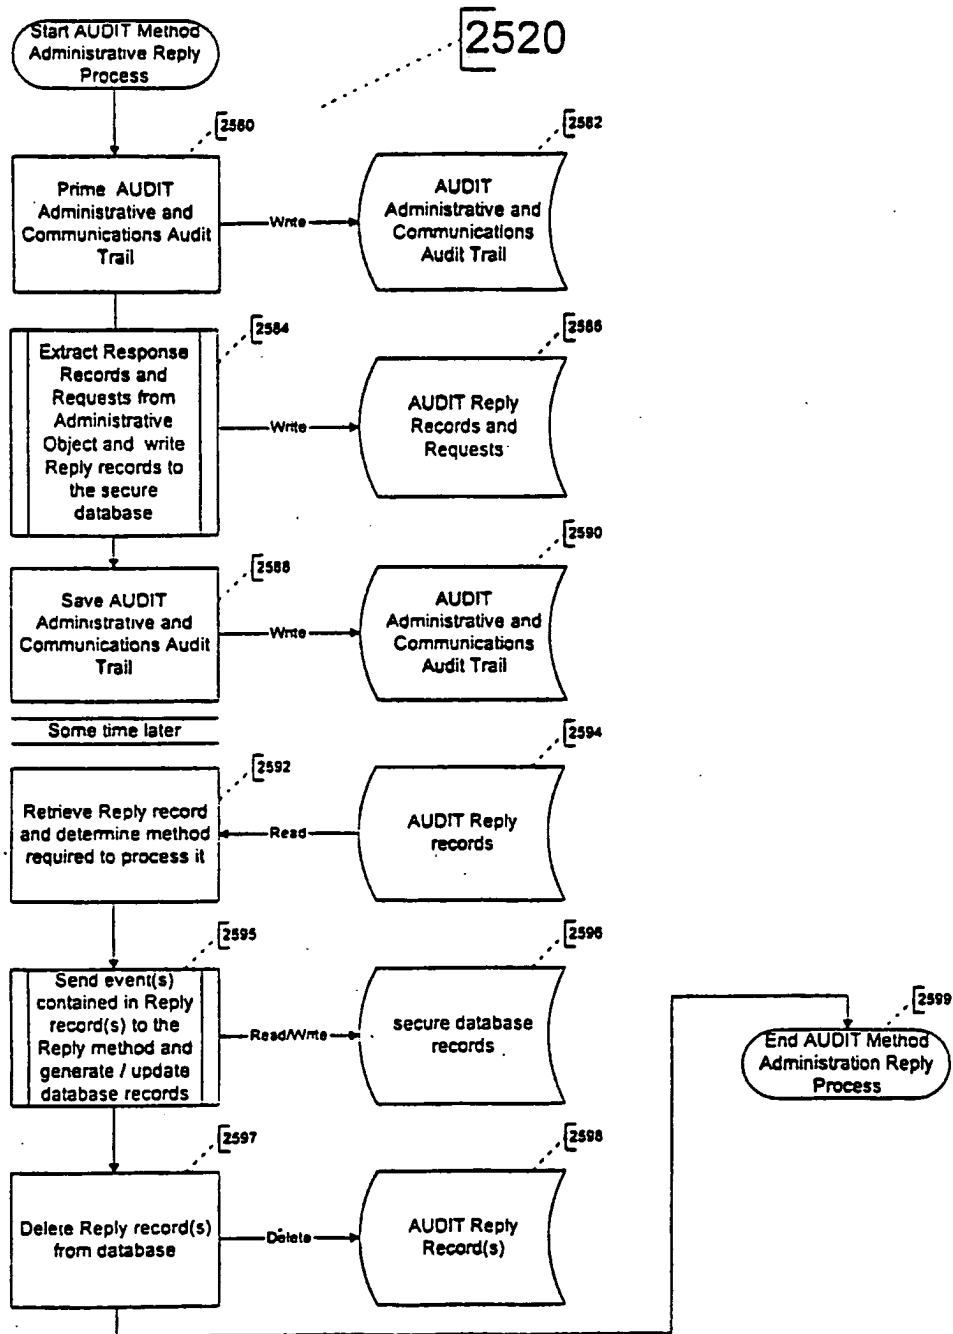 Start AUDIT Method
Administrative Reply
Process
2520
2580
Prime AUDIT
Administrative and
Communications Audit
Trail
Write
2582
AUDIT
Administrative and
Communications
Audit Trail
2584
Extract Response
Records and
Requests from
Administrative
Object and write
Reply records to
the secure
database
Write
2586
AUDIT Reply
Records and
Requests
2588
Save AUDIT
Administrative and
Communications Audit
Trail
Write
2590
AUDIT
Administrative and
Communications
Audit Trail
Some time later
2592
Retrieve Reply record
and determine method
required to process it
Read
2594
AUDIT Reply
records
2595
Send event(s)
contained in Reply
record(s) to the
Reply method and
generate / update
database records
Read/Write
2596
secure database
records
2597
Delete Reply record(s)
from database
Delete
2598
AUDIT Reply
Record(s)
2599
End AUDIT Method
Administration Reply
Process